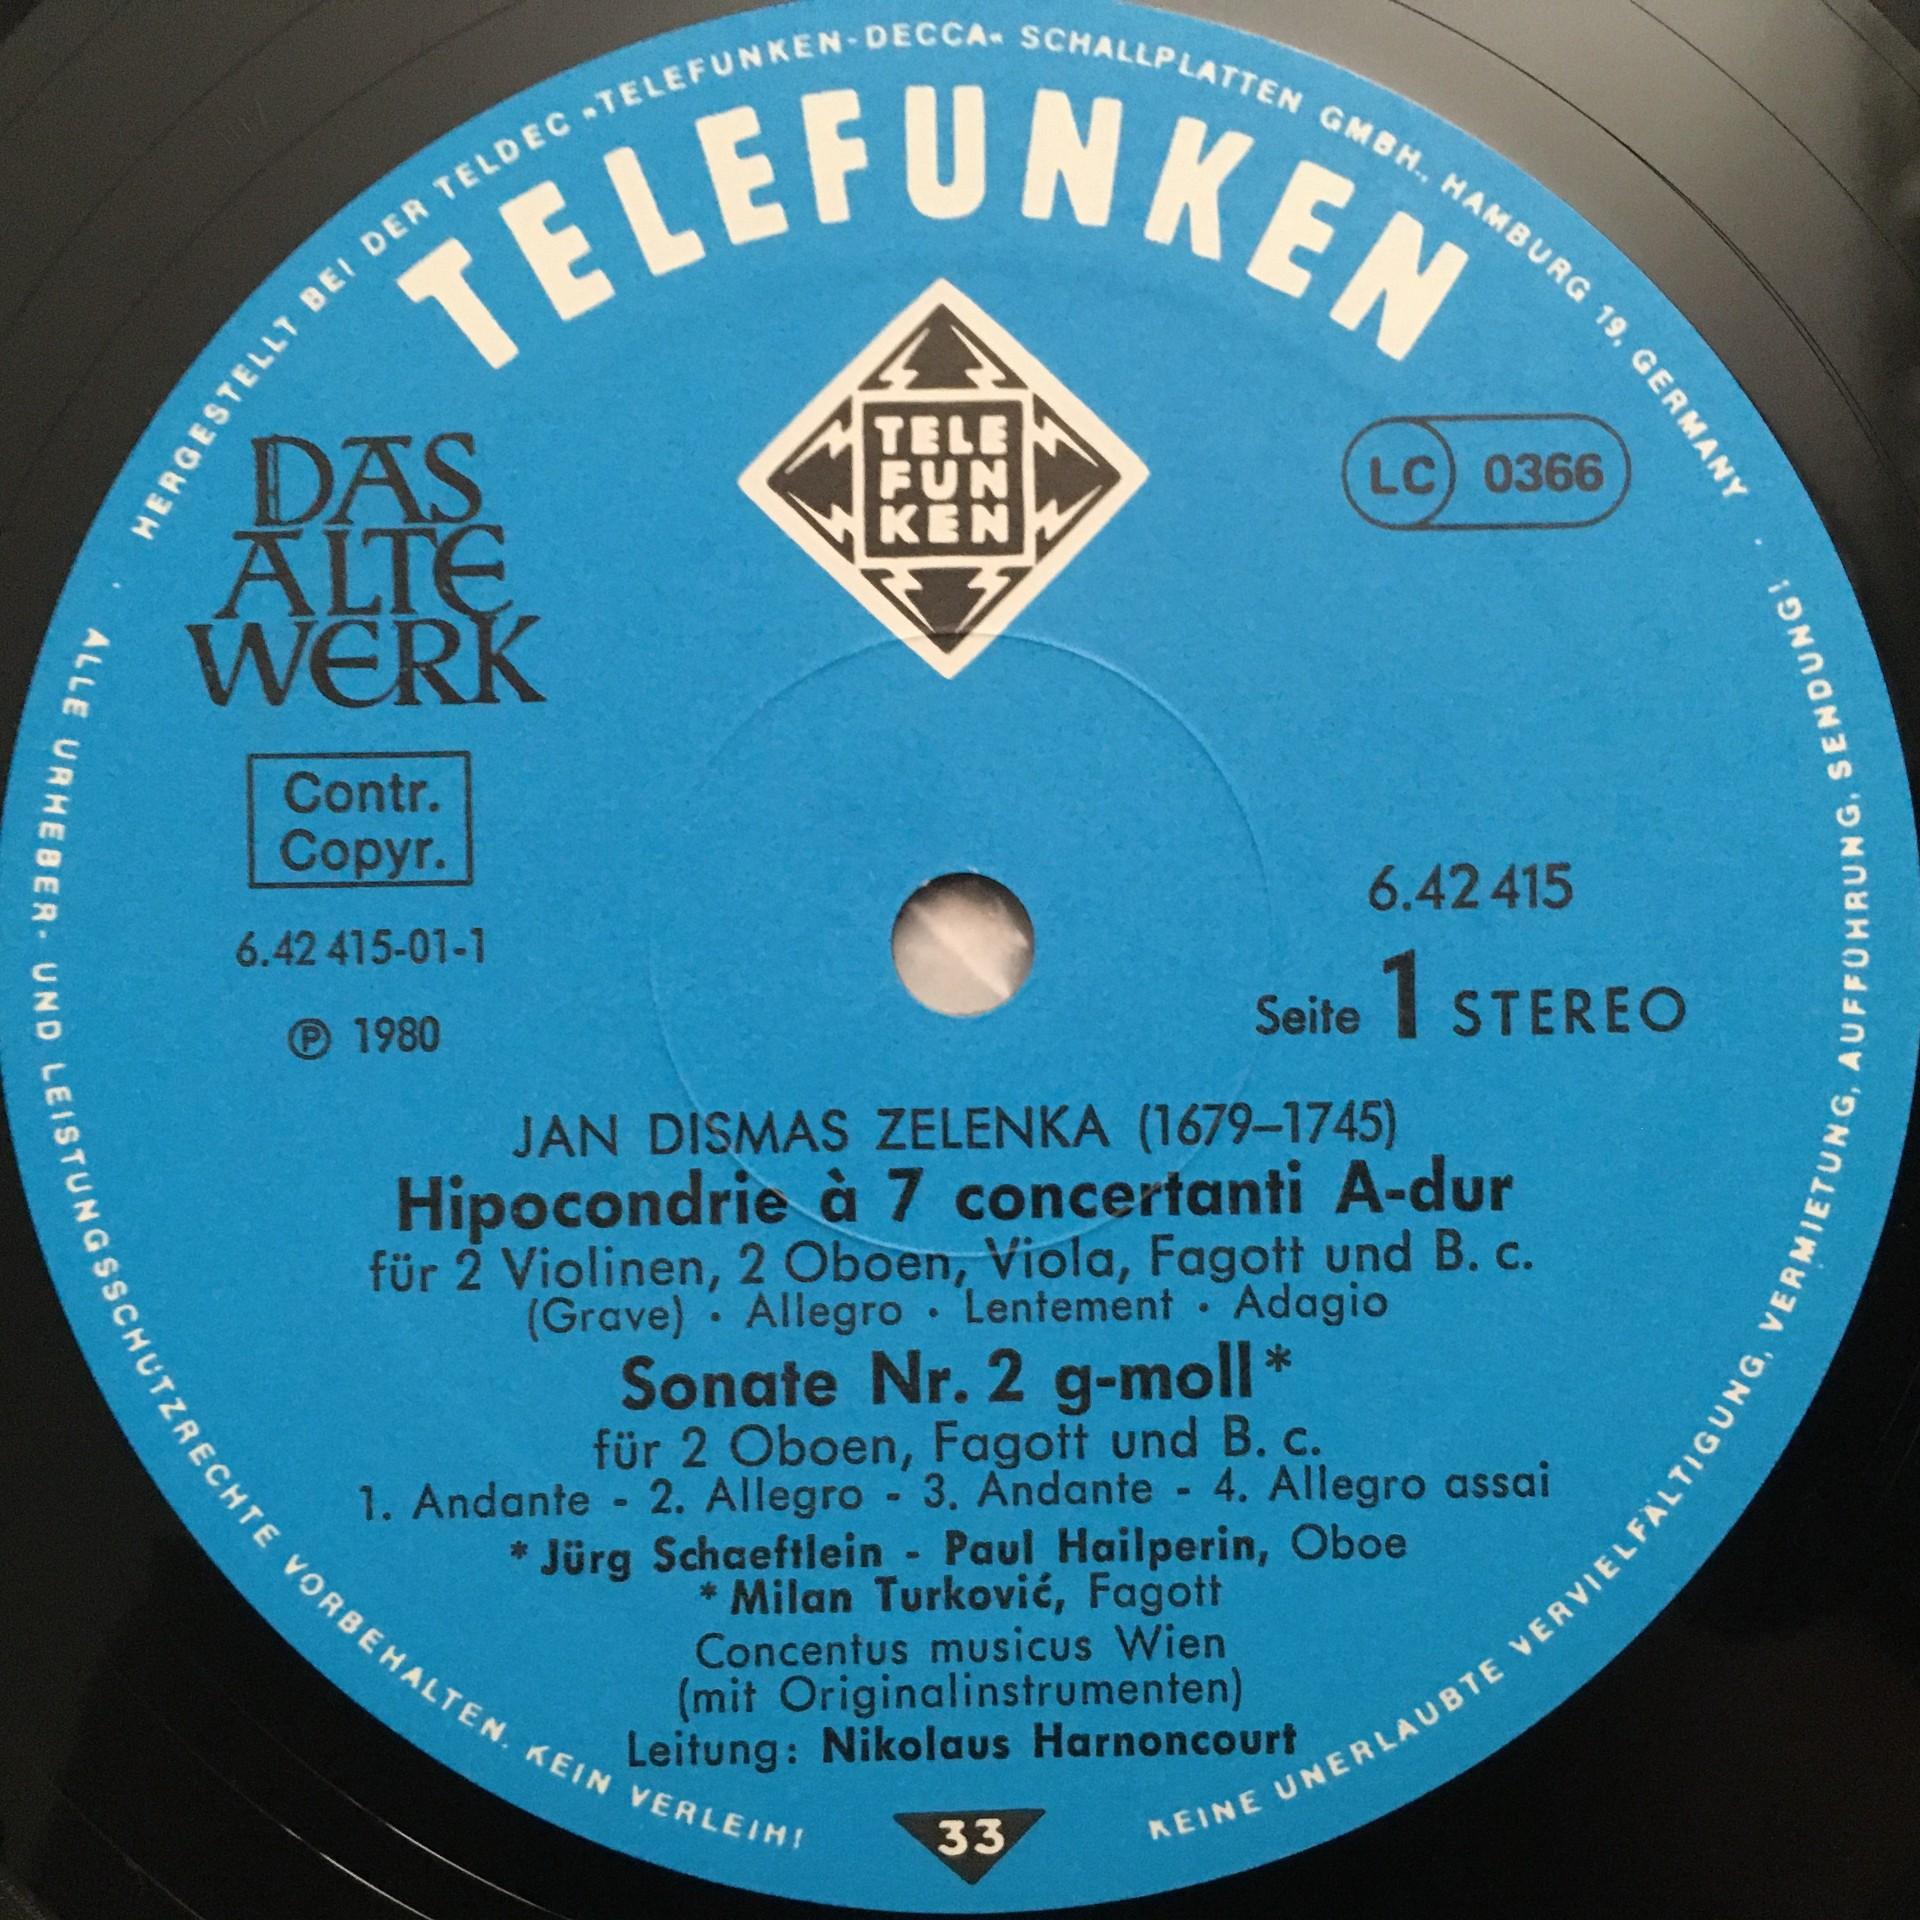 HERGESTELLT BEI DER TELDEC »TELEFUNKEN-DECCA« SCHALLPLATTEN GMBH., HAMBURG 19, GERMANY ·
TELEFUNKEN
TELE
FUN
KEN
DAS
ALTE
WERK
LC 0366
Contr.
Copyr.
6.42 415-01-1
℗ 1980
6.42 415
Seite 1 STEREO
JAN DISMAS ZELENKA (1679–1745)
Hipocondrie à 7 concertanti A-dur
für 2 Violinen, 2 Oboen, Viola, Fagott und B. c.
(Grave) · Allegro · Lentement · Adagio
Sonate Nr. 2 g-moll*
für 2 Oboen, Fagott und B. c.
1. Andante - 2. Allegro - 3. Andante - 4. Allegro assai
*Jürg Schaeftlein - Paul Hailperin, Oboe
*Milan Turković, Fagott
Concentus musicus Wien
(mit Originalinstrumenten)
Leitung: Nikolaus Harnoncourt
33
· ALLE URHEBER- UND LEISTUNGSSCHUTZRECHTE VORBEHALTEN. KEIN VERLEIH!
KEINE UNERLAUBTE VERVIELFÄLTIGUNG, VERMIETUNG, AUFFÜHRUNG, SENDUNG!